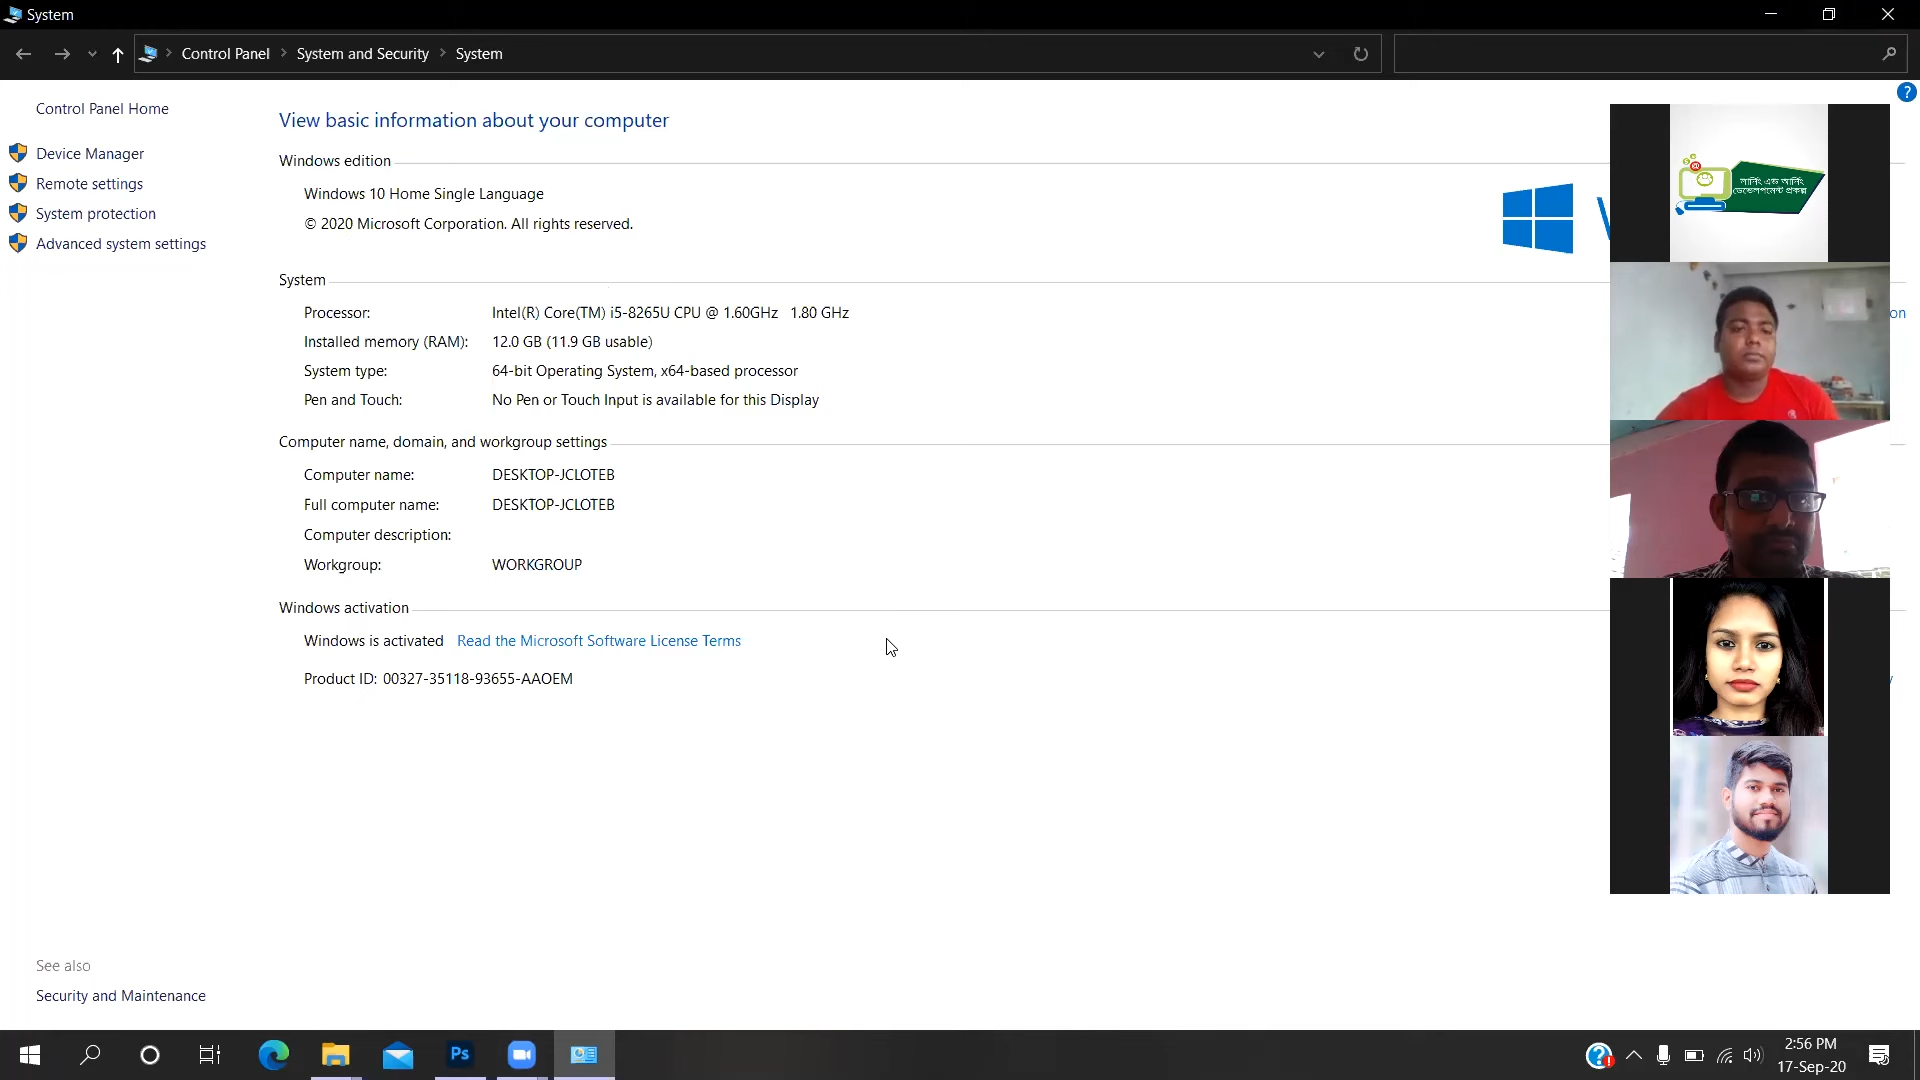 System
Control Panel
System and Security
System
Control Panel Home
Device Manager
Remote settings
System protection
Advanced system settings
View basic information about your computer
Windows edition
Windows 10 Home Single Language
© 2020 Microsoft Corporation. All rights reserved.
System
Processor: Intel(R) Core(TM) i5-8265U CPU @ 1.60GHz 1.80 GHz
Installed memory (RAM): 12.0 GB (11.9 GB usable)
System type: 64-bit Operating System, x64-based processor
Pen and Touch: No Pen or Touch Input is available for this Display
Computer name, domain, and workgroup settings
Computer name: DESKTOP-JCLOTEB
Full computer name: DESKTOP-JCLOTEB
Computer description:
Workgroup: WORKGROUP
Windows activation
Windows is activated Read the Microsoft Software License Terms
Product ID: 00327-35118-93655-AAOEM
See also
Security and Maintenance
লার্নিং এন্ড আর্নিং
ডেভেলপমেন্ট প্রকল্প
on
Ps
2:56 PM
17-Sep-20